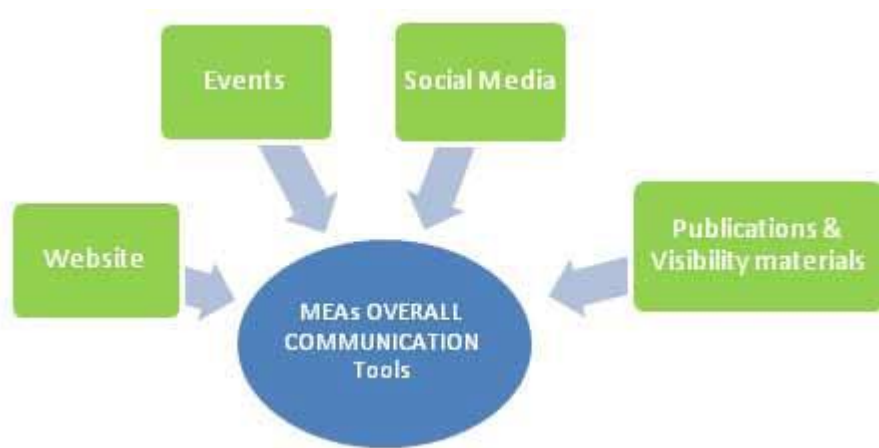 Events
Social Media
Website
Publications &
Visibility materials
MEAs OVERALL
COMMUNICATION
Tools